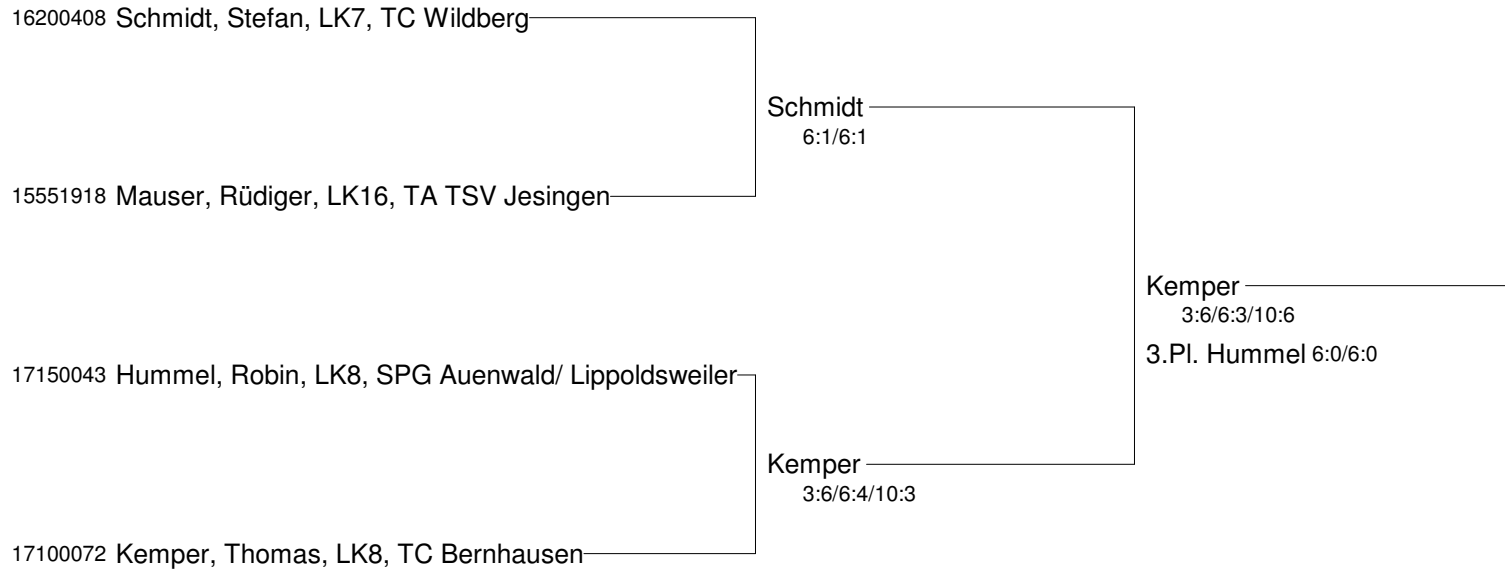 16200408 Schmidt, Stefan, LK7, TC Wildberg
Schmidt
6:1/6:1
15551918 Mauser, Rüdiger, LK16, TA TSV Jesingen
Kemper
3:6/6:3/10:6
3.Pl. Hummel 6:0/6:0
17150043 Hummel, Robin, LK8, SPG Auenwald/ Lippoldsweiler
Kemper
3:6/6:4/10:3
17100072 Kemper, Thomas, LK8, TC Bernhausen